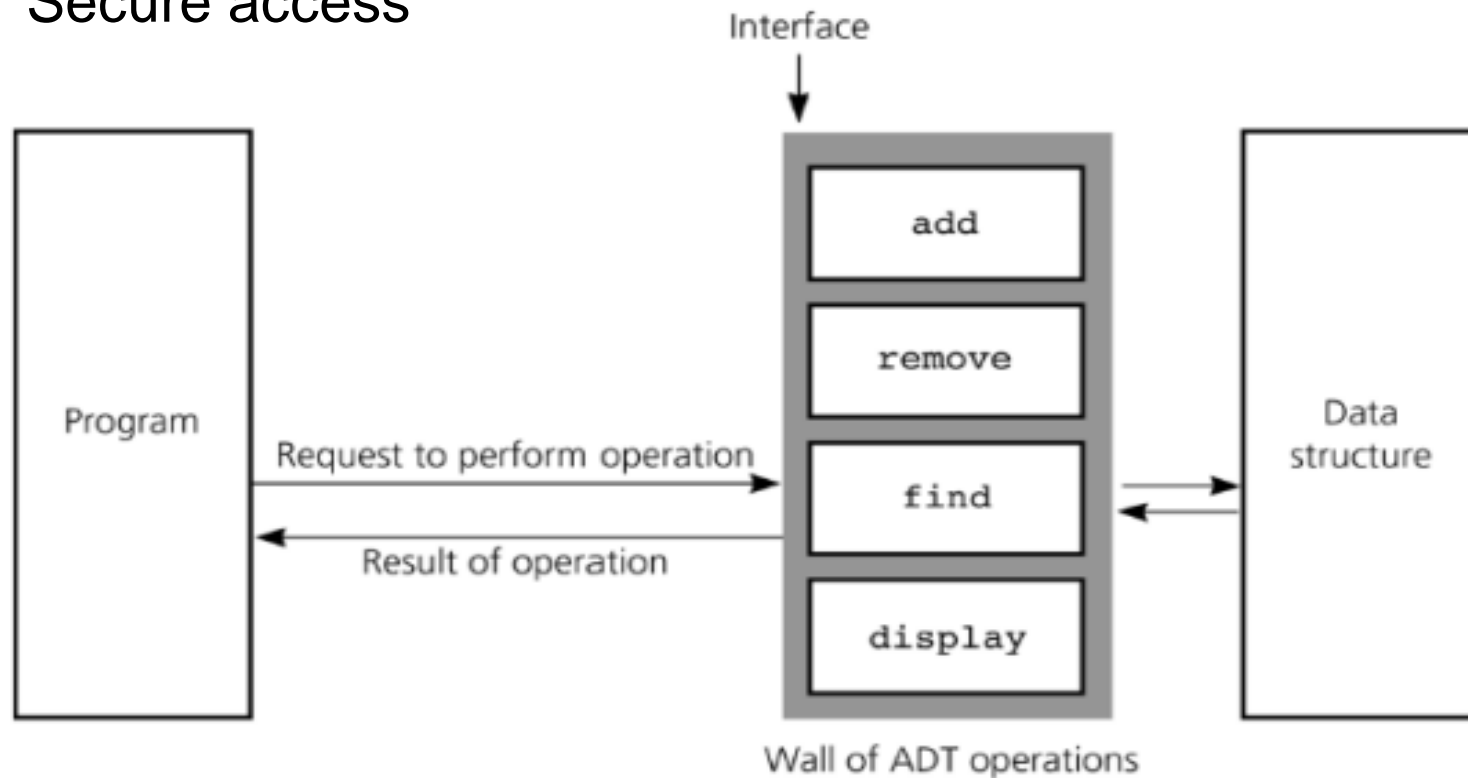 Secure access
Interface
add
remove
find
display
Program
Request to perform operation
Result of operation
Data
structure
Wall of ADT operations